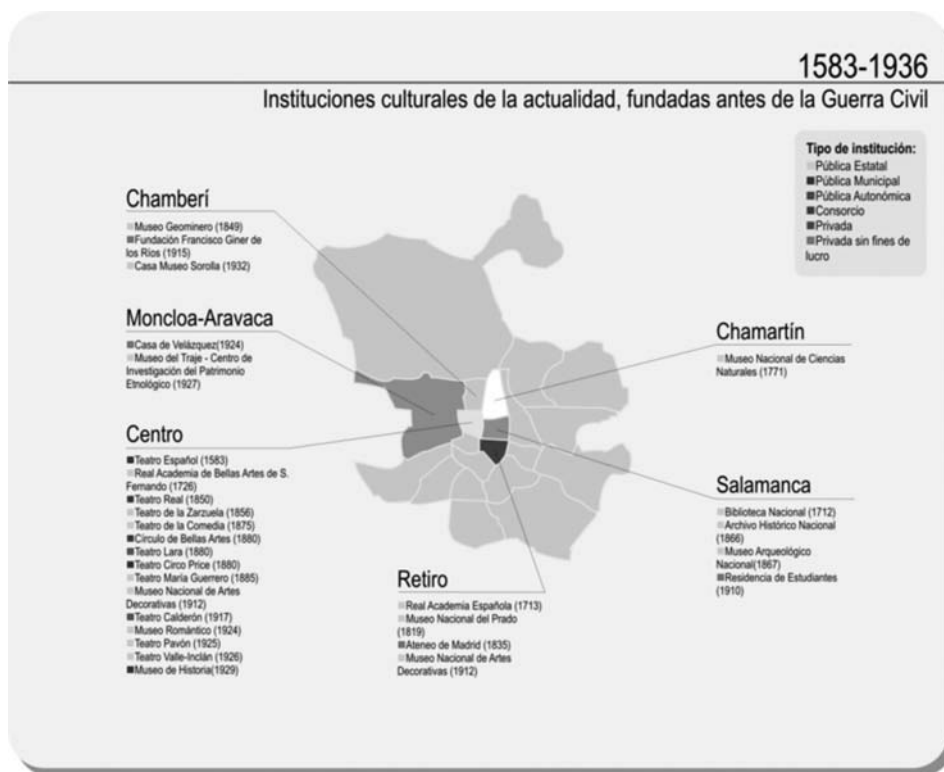 1583-1936
Instituciones culturales de la actualidad, fundadas antes de la Guerra Civil
Tipo de institución:
Pública Estatal
Pública Municipal
Pública Autonómica
Consorcio
Privada
Privada sin fines de
lucro
Chamberí
Museo Geominero (1849)
Fundación Francisco Giner de
los Ríos (1915)
Casa Museo Sorolla (1932)
Moncloa-Aravaca
Casa de Velázquez(1924)
Museo del Traje - Centro de
Investigación del Patrimonio
Etnológico (1927)
Centro
Teatro Español (1583)
Real Academia de Bellas Artes de S.
Fernando (1726)
Teatro Real (1850)
Teatro de la Zarzuela (1856)
Teatro de la Comedia (1875)
Círculo de Bellas Artes (1880)
Teatro Lara (1880)
Teatro Circo Price (1880)
Teatro María Guerrero (1885)
Museo Nacional de Artes
Decorativas (1912)
Teatro Calderón (1917)
Museo Romántico (1924)
Teatro Pavón (1925)
Teatro Valle-Inclán (1926)
Museo de Historia(1929)
Retiro
Real Academia Española (1713)
Museo Nacional del Prado
(1819)
Ateneo de Madrid (1835)
Museo Nacional de Artes
Decorativas (1912)
Chamartín
Museo Nacional de Ciencias
Naturales (1771)
Salamanca
Biblioteca Nacional (1712)
Archivo Histórico Nacional
(1866)
Museo Arqueológico
Nacional(1867)
Residencia de Estudiantes
(1910)